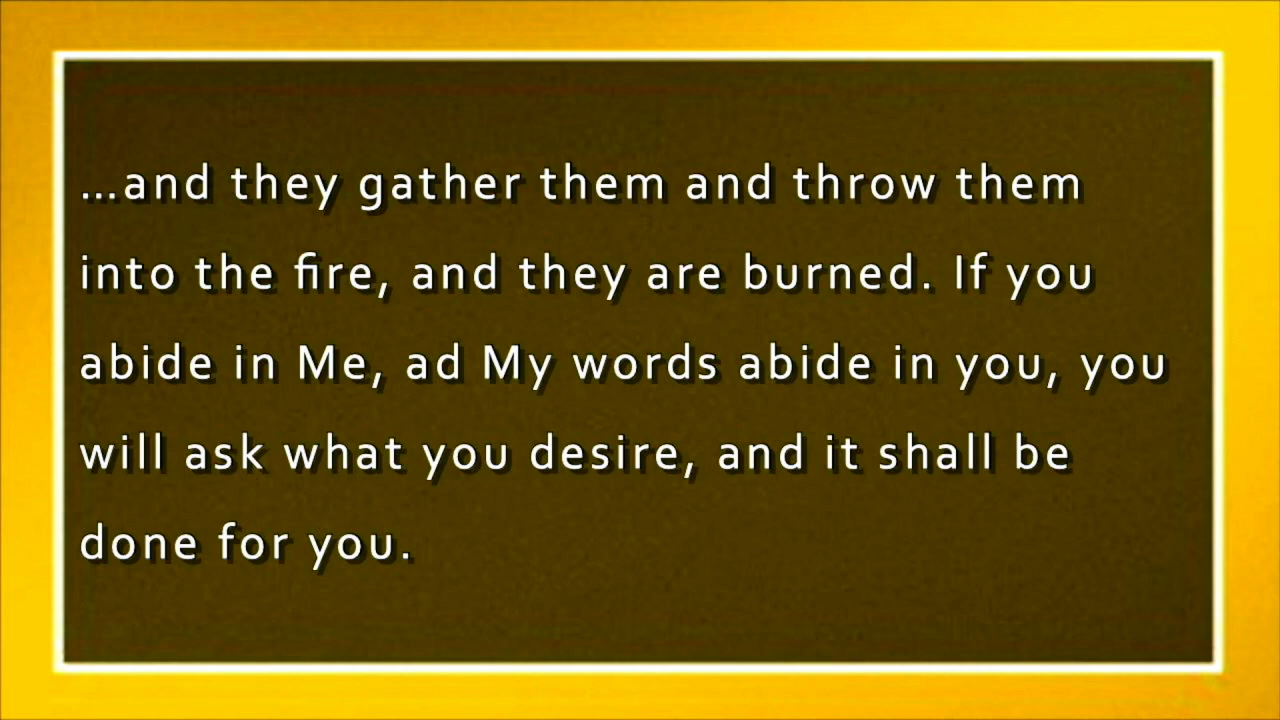 ...and they gather them and throw them
into the fire, and they are burned. If you
abide in Me, ad My words abide in you, you
will ask what you desire, and it shall be
done for you.